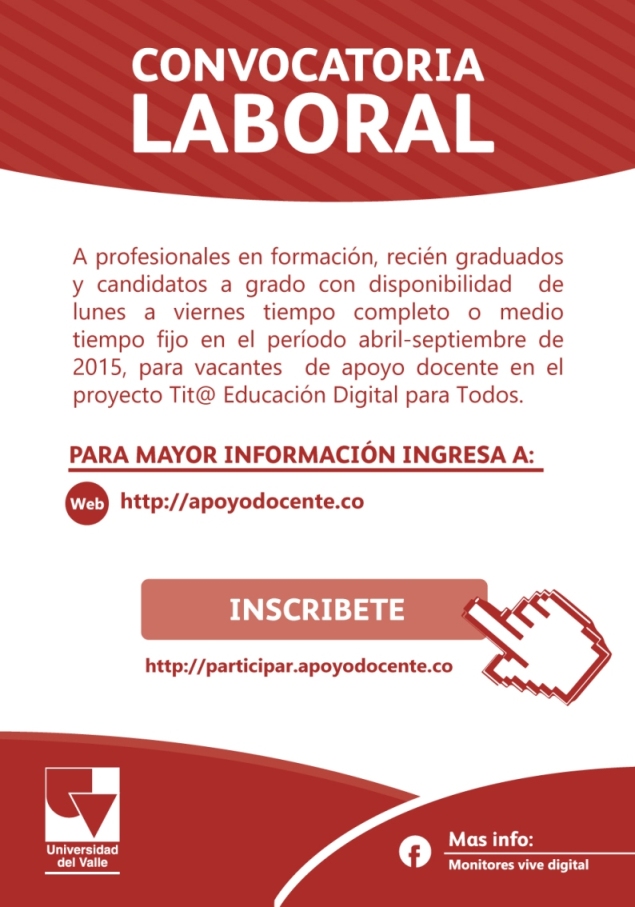 CONVOCATORIA
LABORAL
A profesionales en formación, recién graduados
y candidatos a grado con disponibilidad de
lunes a viernes tiempo completo o medio
tiempo fijo en el período abril-septiembre de
2015, para vacantes de apoyo docente en el
proyecto Tit@ Educación Digital para Todos.
PARA MAYOR INFORMACIÓN INGRESA A:
Web http://apoyodocente.co
INSCRIBETE
http://participar.apoyodocente.co
Universidad
del Valle
f Mas info:
Monitores vive digital